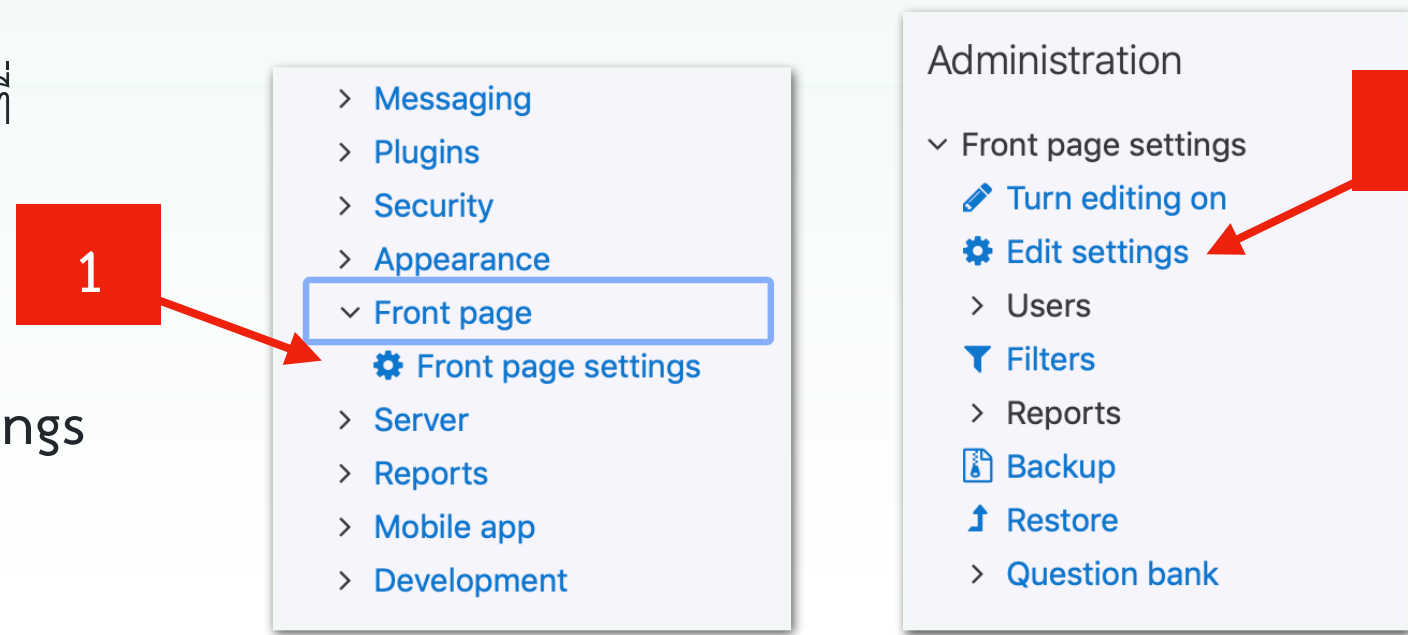 ที่
ngs
1
Messaging
Plugins
Security
Appearance
Front page
Front page settings
Server
Reports
Mobile app
Development
Administration
Front page settings
Turn editing on
Edit settings
Users
Filters
Reports
Backup
Restore
Question bank